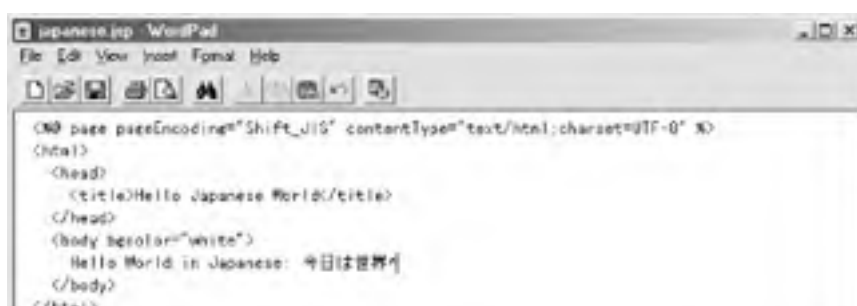 japanese.jsp - WordPad
File Edit View Insert Format Help
<%@ page pageEncoding="Shift_JIS" contentType="text/html;charset=UTF-8" %>
<html>
<head>
<title>Hello Japanese World</title>
</head>
<body bgcolor="white">
Hello World in Japanese: 今日は世界
</body>
</html>